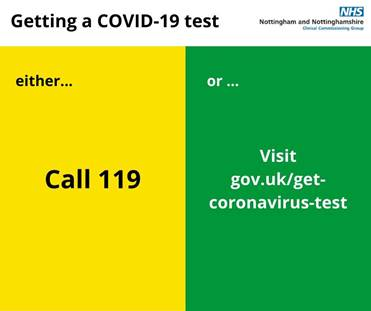 Getting a COVID-19 test
NHS
Nottingham and Nottinghamshire
Clinical Commissioning Group
either...
Call 119
or ...
Visit
gov.uk/get-
coronavirus-test